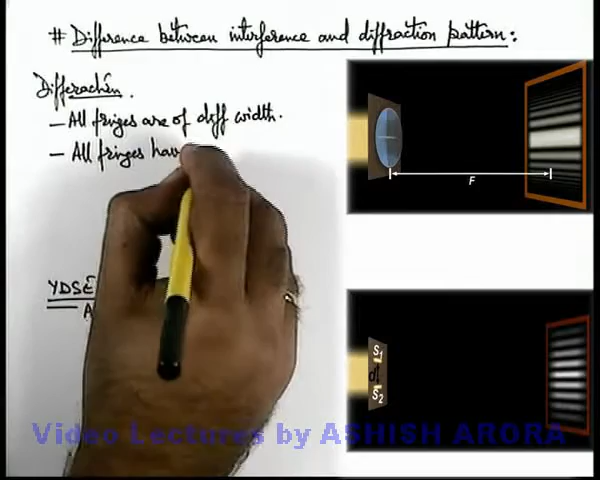 # Difference between interference and diffraction pattern:
Diffraction.
- All fringes are of diff width.
- All fringes hav
F
YDSE
A
S1
d
S2
Video Lectures by ASHISH ARORA